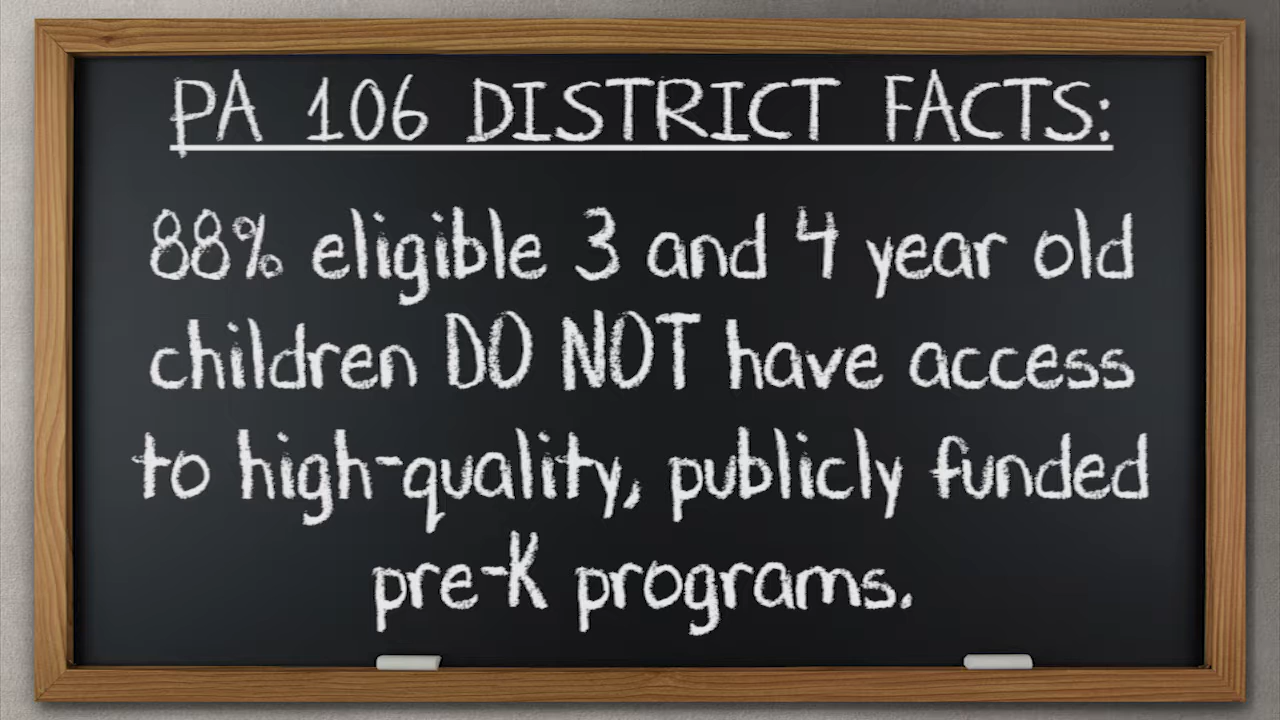 PA 106 DISTRICT FACTS:
88% eligible 3 and 4 year old
children DO NOT have access
to high-quality, publicly funded
pre-K programs.